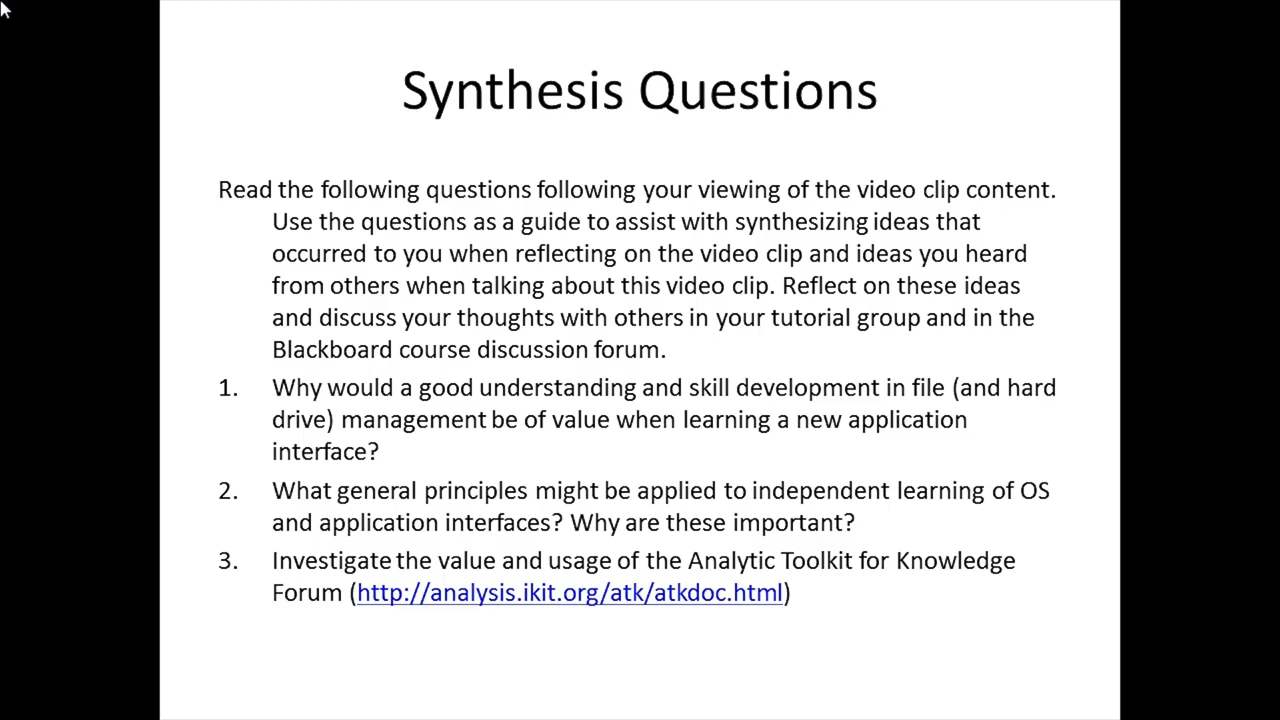 Synthesis Questions
Read the following questions following your viewing of the video clip content.
Use the questions as a guide to assist with synthesizing ideas that
occurred to you when reflecting on the video clip and ideas you heard
from others when talking about this video clip. Reflect on these ideas
and discuss your thoughts with others in your tutorial group and in the
Blackboard course discussion forum.
1. Why would a good understanding and skill development in file (and hard
drive) management be of value when learning a new application
interface?
2. What general principles might be applied to independent learning of OS
and application interfaces? Why are these important?
3. Investigate the value and usage of the Analytic Toolkit for Knowledge
Forum (http://analysis.ikit.org/atk/atkdoc.html)